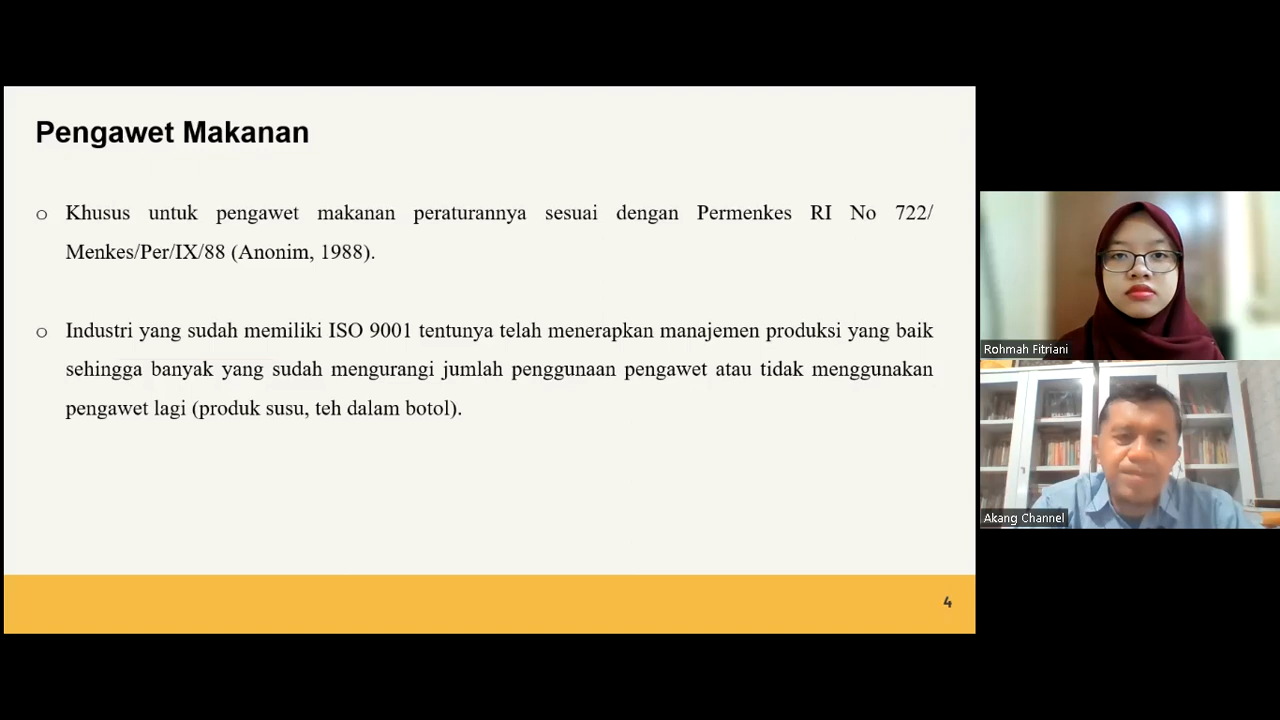 Pengawet Makanan
o Khusus untuk pengawet makanan peraturannya sesuai dengan Permenkes RI No 722/
Menkes/Per/IX/88 (Anonim, 1988).
o Industri yang sudah memiliki ISO 9001 tentunya telah menerapkan manajemen produksi yang baik
sehingga banyak yang sudah mengurangi jumlah penggunaan pengawet atau tidak menggunakan
pengawet lagi (produk susu, teh dalam botol).
4
Rohmah Fitriani
Akang Channel